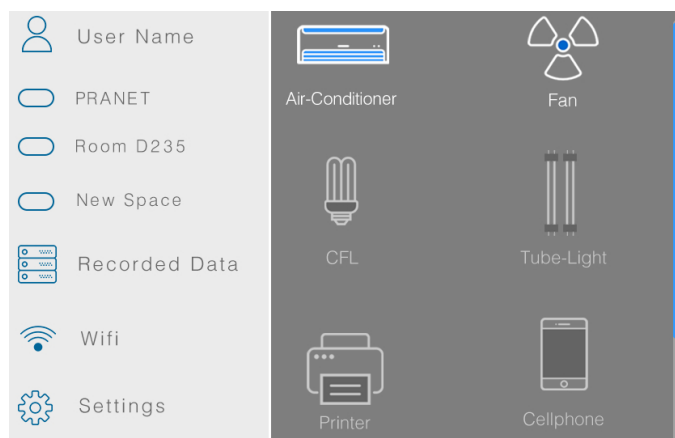 User Name
PRANET
Room D235
New Space
Recorded Data
Wifi
Settings
Air-Conditioner
Fan
CFL
Tube-Light
Printer
Cellphone